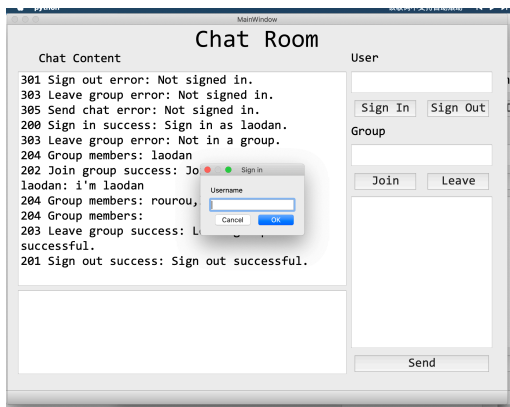 python
MainWindow
Chat Room
Chat Content
User
301 Sign out error: Not signed in.
303 Leave group error: Not signed in.
305 Send chat error: Not signed in.
200 Sign in success: Sign in as laodan.
303 Leave group error: Not in a group.
204 Group members: laodan
202 Join group success: Jo
laodan: i'm laodan
204 Group members: rourou,
204 Group members:
203 Leave group success:
successful.
201 Sign out success: Sign out successful.
Sign in
Username
Cancel
OK
Sign In
Sign Out
Group
Join
Leave
Send